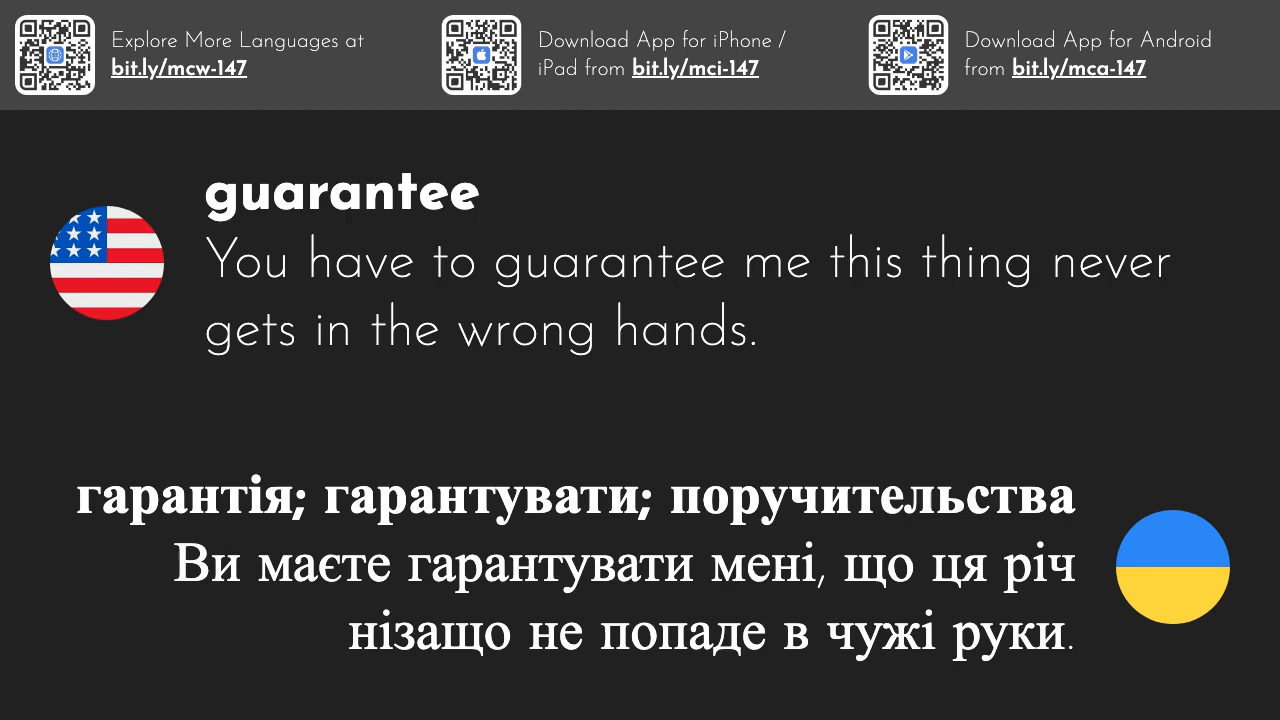 Explore More Languages at
bit.ly/mcw-147
Download App for iPhone /
iPad from bit.ly/mci-147
Download App for Android
from bit.ly/mca-147
guarantee
You have to guarantee me this thing never
gets in the wrong hands.
гарантія; гарантувати; поручительства
Ви маєте гарантувати мені, що ця річ
нізащо не попаде в чужі руки.